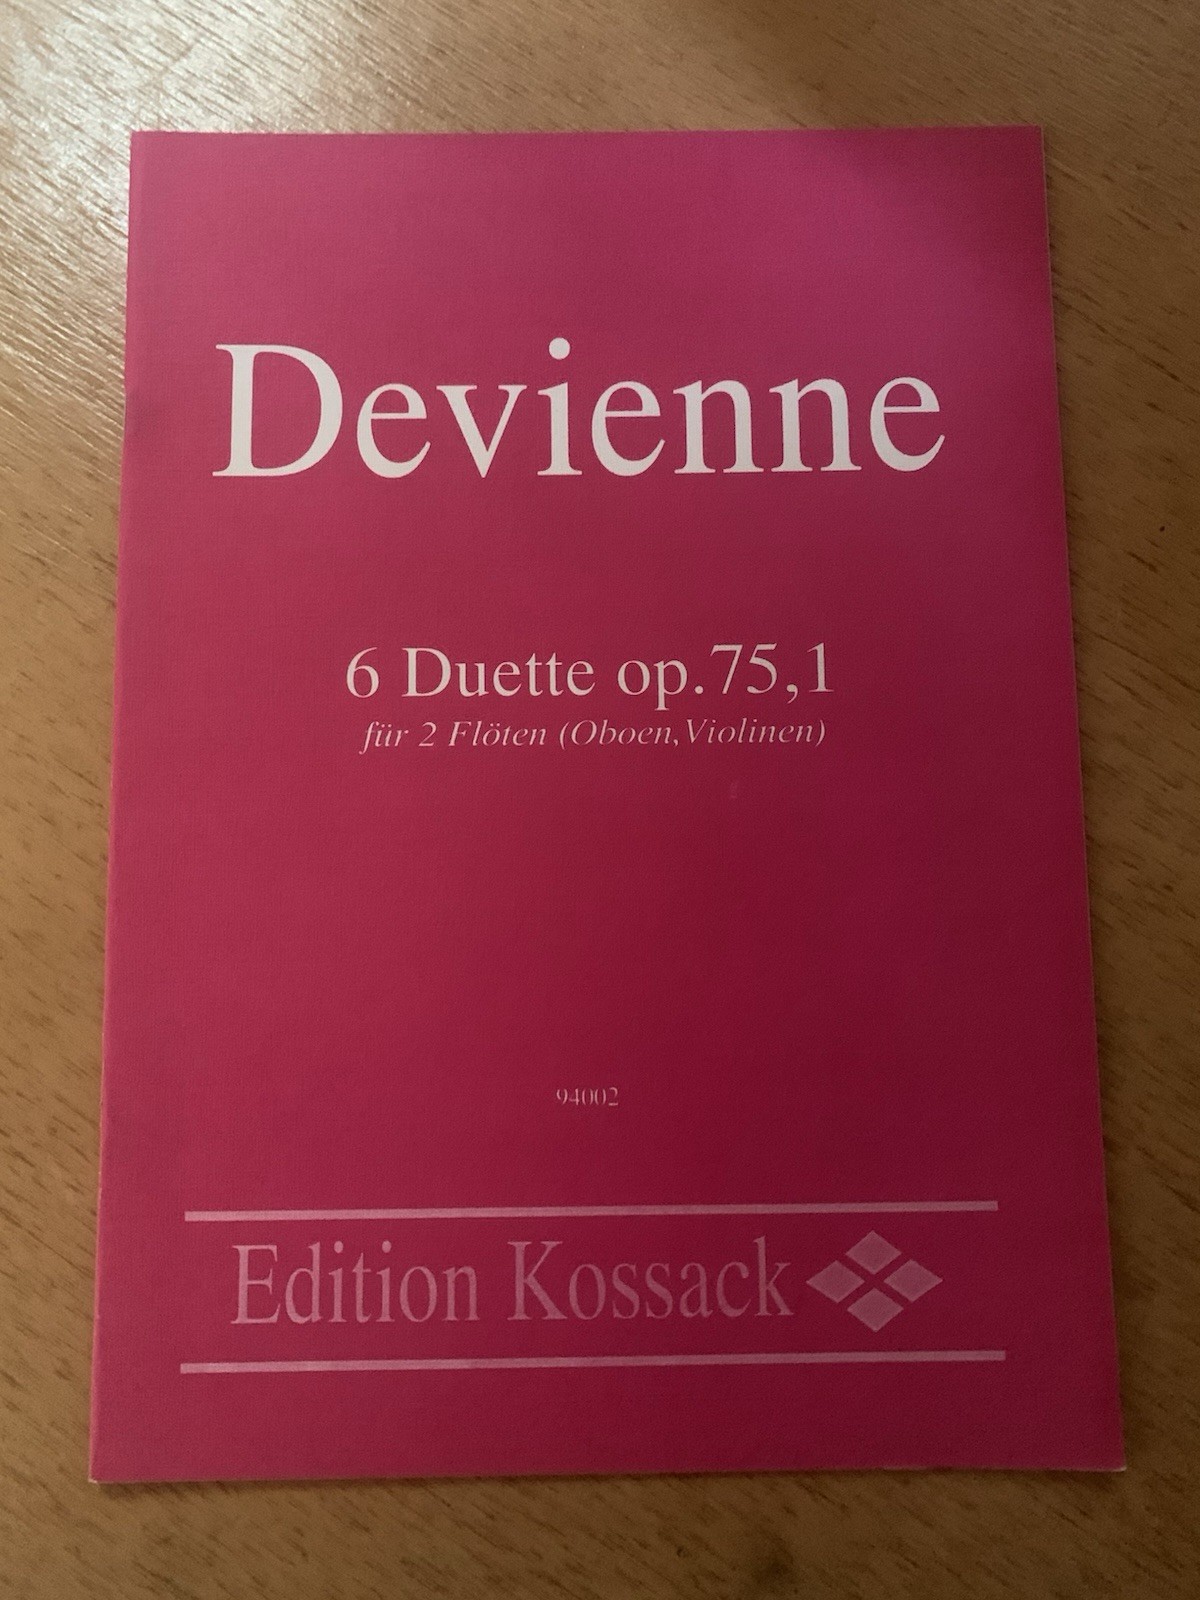 Devienne
6 Duette op.75,1
für 2 Flöten (Oboen,Violinen)
94002
Edition Kossack